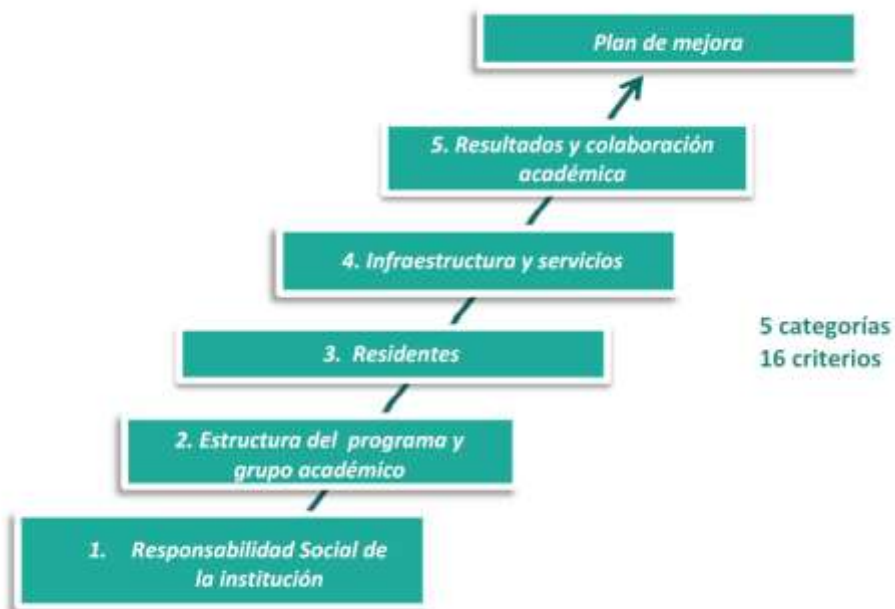 Plan de mejora
5. Resultados y colaboración
académica
4. Infraestructura y servicios
3. Residentes
5 categorías
16 criterios
2. Estructura del programa y
grupo académico
1. Responsabilidad Social de
la institución